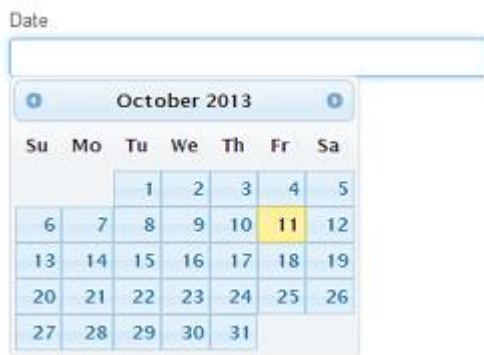 Date
October 2013
Su Mo Tu We Th Fr Sa
1 2 3 4 5
6 7 8 9 10 11 12
13 14 15 16 17 18 19
20 21 22 23 24 25 26
27 28 29 30 31